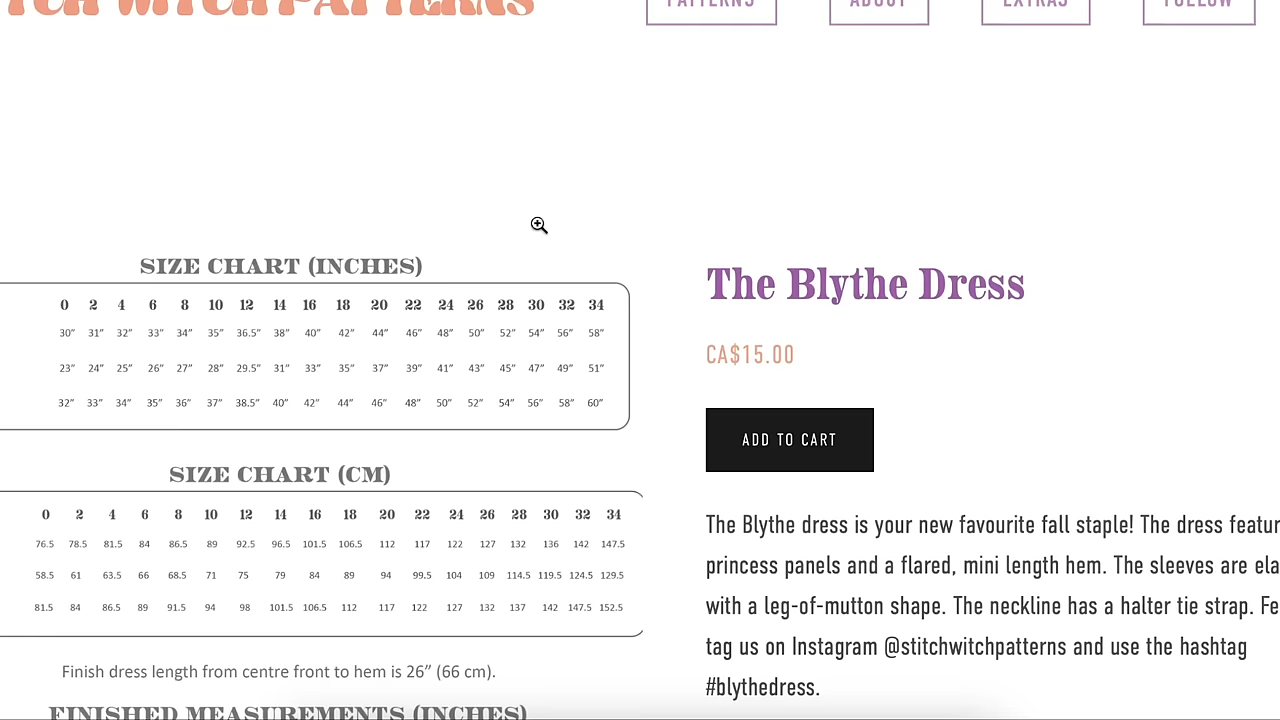 TCH WITCH PATTERNS
PATTERNS ABOUT EXTRAS FOLLOW
SIZE CHART (INCHES)
0 2 4 6 8 10 12 14 16 18 20 22 24 26 28 30 32 34
30” 31” 32” 33” 34” 35” 36.5” 38” 40” 42” 44” 46” 48” 50” 52” 54” 56” 58”
23” 24” 25” 26” 27” 28” 29.5” 31” 33” 35” 37” 39” 41” 43” 45” 47” 49” 51”
32” 33” 34” 35” 36” 37” 38.5” 40” 42” 44” 46” 48” 50” 52” 54” 56” 58” 60”
SIZE CHART (CM)
0 2 4 6 8 10 12 14 16 18 20 22 24 26 28 30 32 34
76.5 78.5 81.5 84 86.5 89 92.5 96.5 101.5 106.5 112 117 122 127 132 136 142 147.5
58.5 61 63.5 66 68.5 71 75 79 84 89 94 99.5 104 109 114.5 119.5 124.5 129.5
81.5 84 86.5 89 91.5 94 98 101.5 106.5 112 117 122 127 132 137 142 147.5 152.5
Finish dress length from centre front to hem is 26” (66 cm).
FINISHED MEASUREMENTS (INCHES)
The Blythe Dress
CA$15.00
ADD TO CART
The Blythe dress is your new favourite fall staple! The dress featur
princess panels and a flared, mini length hem. The sleeves are ela
with a leg-of-mutton shape. The neckline has a halter tie strap. Fe
tag us on Instagram @stitchwitchpatterns and use the hashtag
#blythedress.